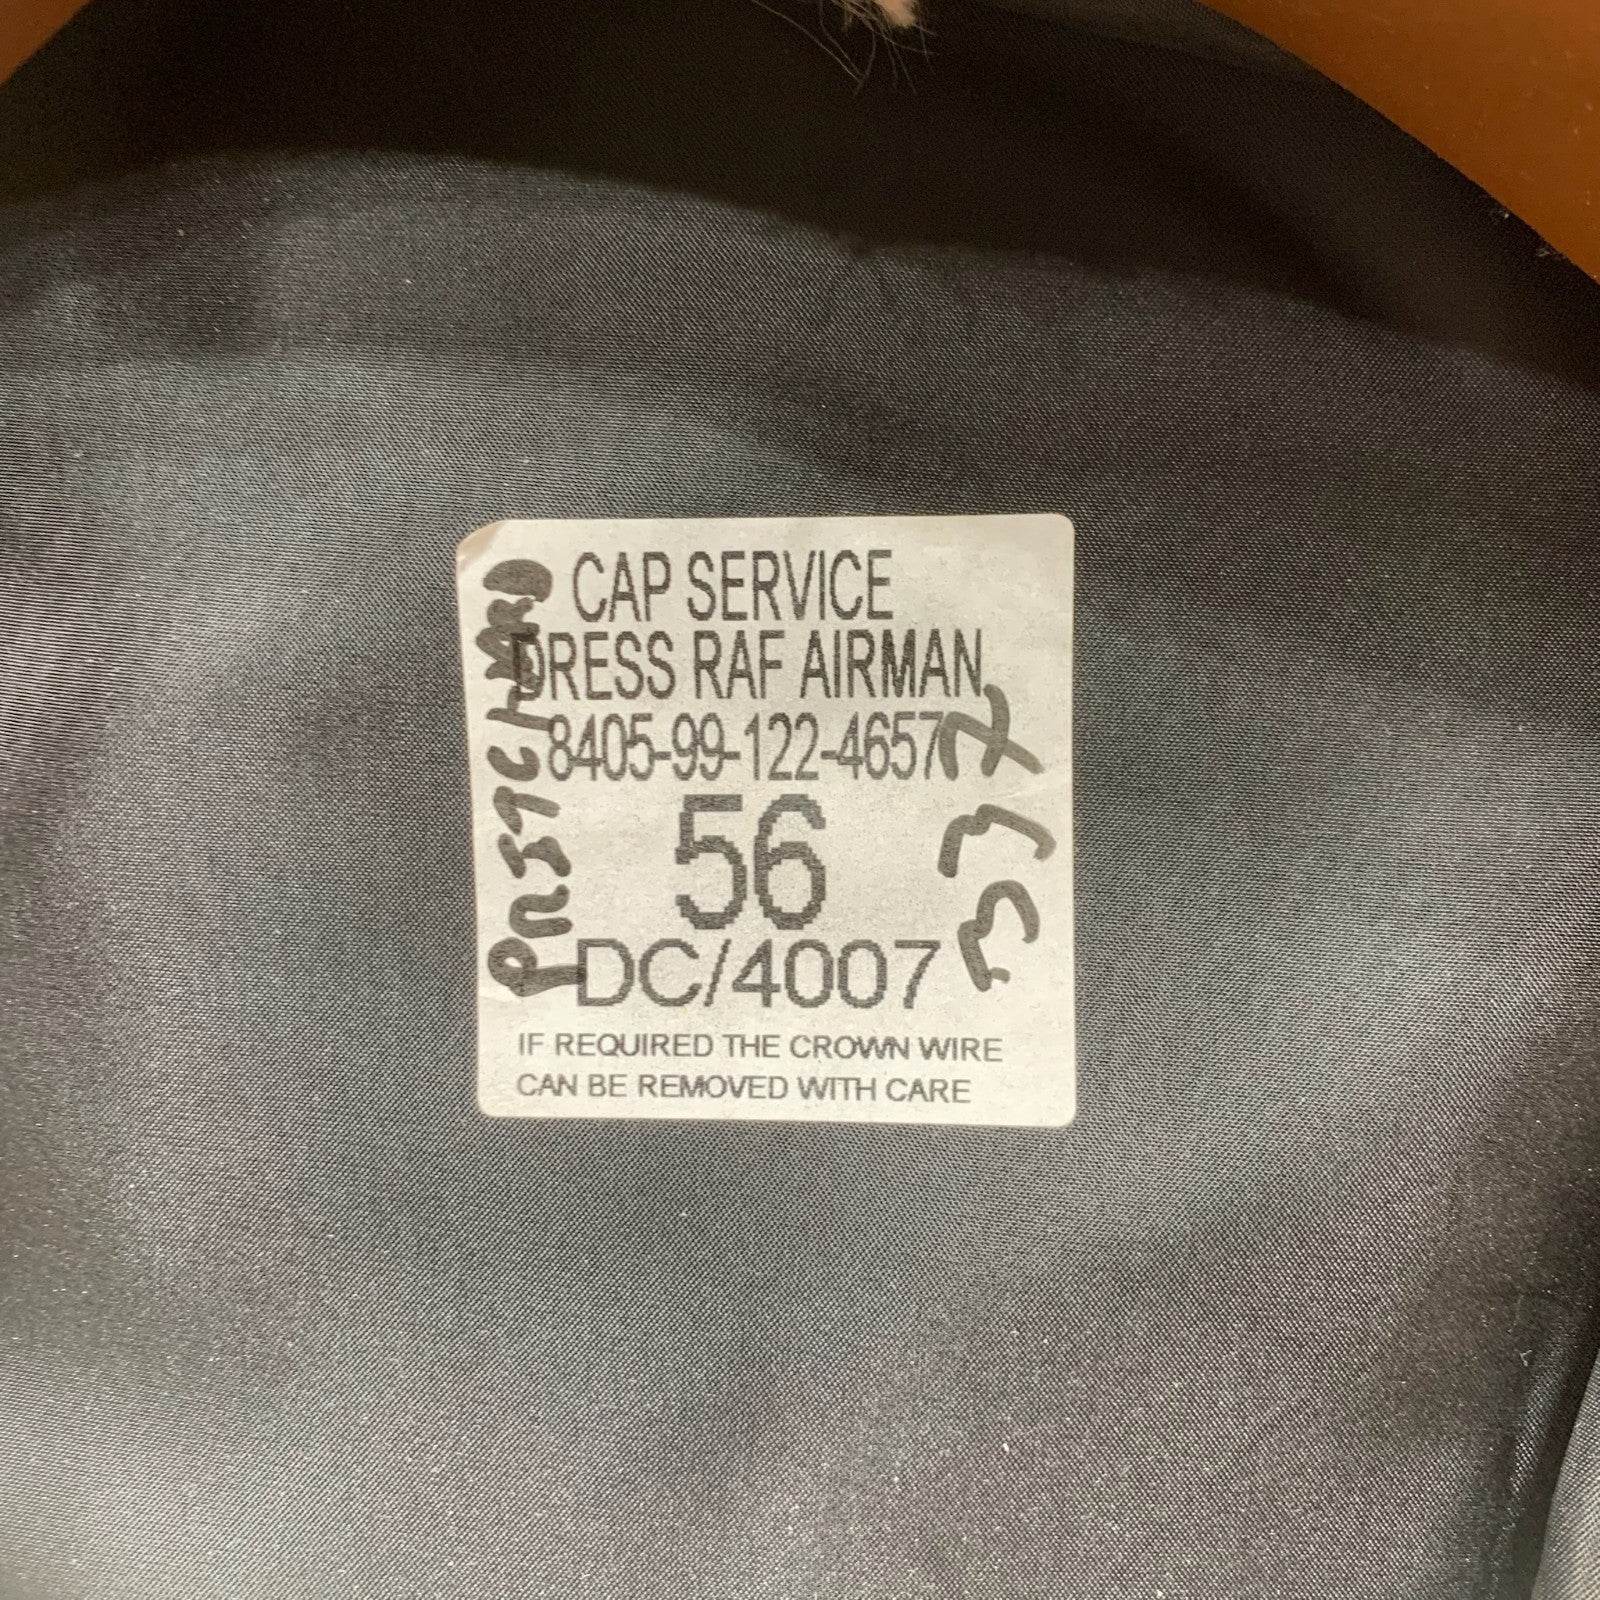 CAP SERVICE
DRESS RAF AIRMAN
8405-99-122-4657
56
DC/4007
IF REQUIRED THE CROWN WIRE
CAN BE REMOVED WITH CARE